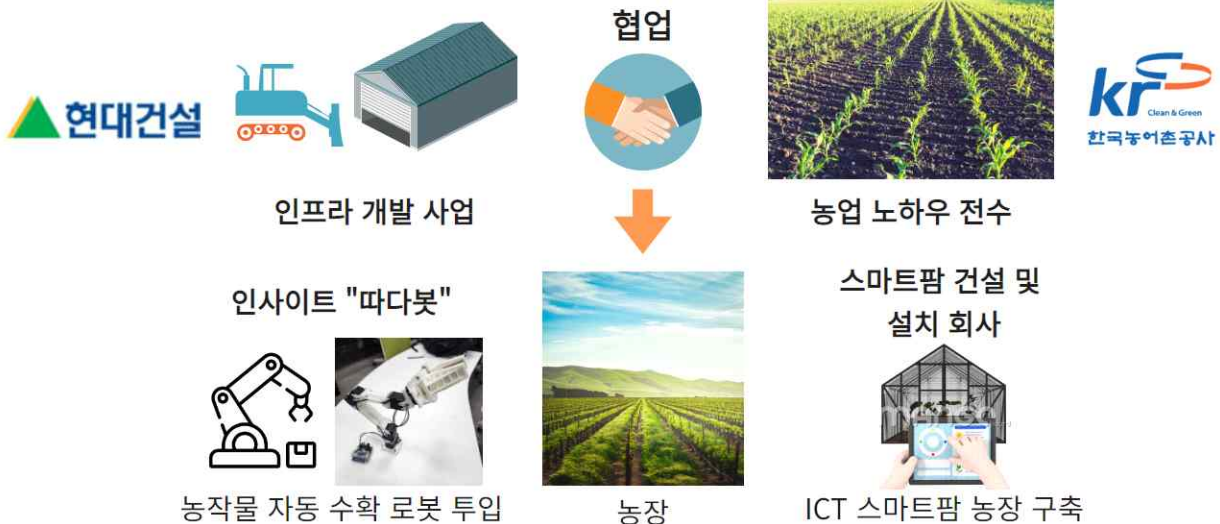 협업
현대건설
kr
Clean & Green
한국농어촌공사
인프라 개발 사업
농업 노하우 전수
인사이트 "따다봇"
스마트팜 건설 및
설치 회사
농작물 자동 수확 로봇 투입
농장
ICT 스마트팜 농장 구축